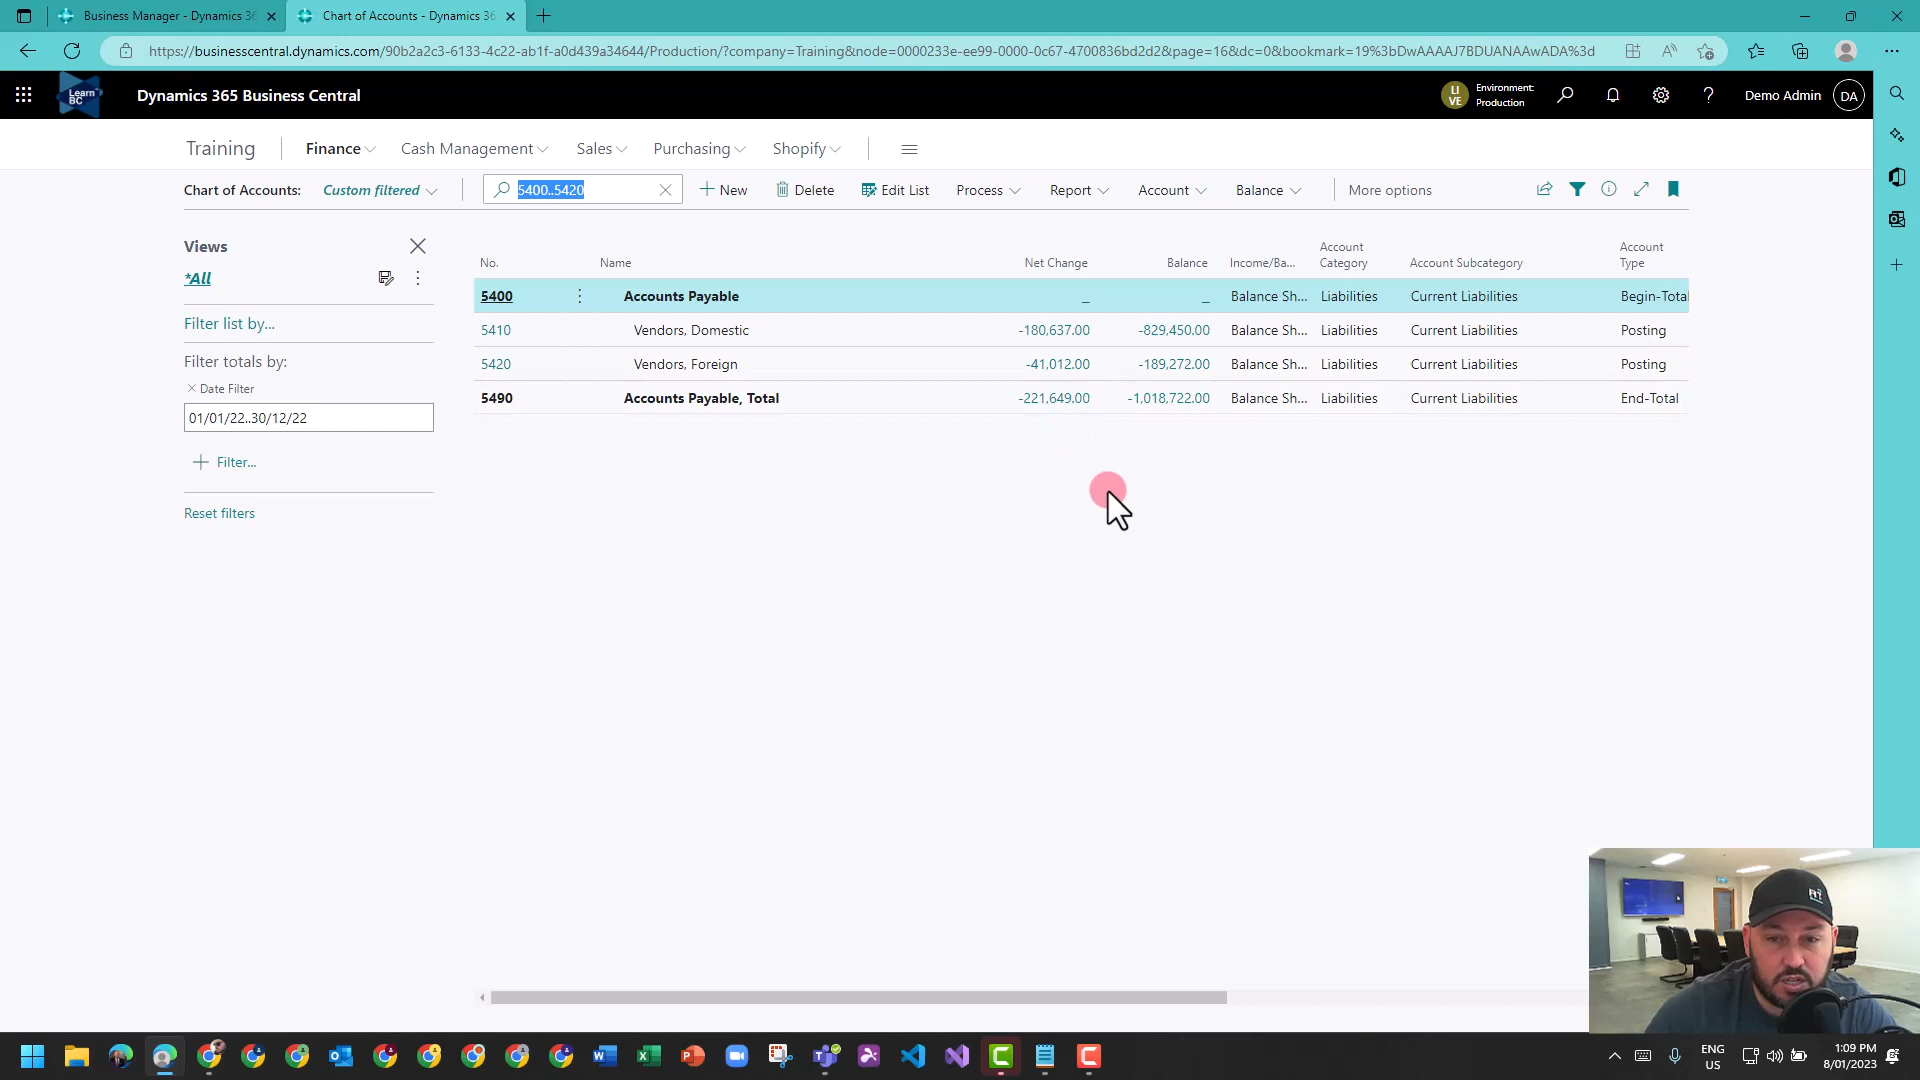 Business Manager - Dynamics 36
Chart of Accounts - Dynamics 36
https://businesscentral.dynamics.com/90b2a2c3-6133-4c22-ab1f-a0d439a34644/Production/?company=Training&node=0000233e-ee99-0000-0c67-4700836bd2d2&page=16&dc=0&bookmark=19%3bDwAAAAJ7BDUANAAwADA%3d
Learn BC
Dynamics 365 Business Central
LI VE
Environment: Production
Demo Admin
DA
Training
Finance
Cash Management
Sales
Purchasing
Shopify
Chart of Accounts:
Custom filtered
5400..5420
New
Delete
Edit List
Process
Report
Account
Balance
More options
Views
*All
Filter list by...
Filter totals by:
Date Filter
01/01/22..30/12/22
Filter...
Reset filters
No. Name Net Change Balance Income/Ba... Account Category Account Subcategory Account Type
5400 Accounts Payable _ _ Balance Sh... Liabilities Current Liabilities Begin-Total
5410 Vendors, Domestic -180,637.00 -829,450.00 Balance Sh... Liabilities Current Liabilities Posting
5420 Vendors, Foreign -41,012.00 -189,272.00 Balance Sh... Liabilities Current Liabilities Posting
5490 Accounts Payable, Total -221,649.00 -1,018,722.00 Balance Sh... Liabilities Current Liabilities End-Total
ENG
US
1:09 PM
8/01/2023